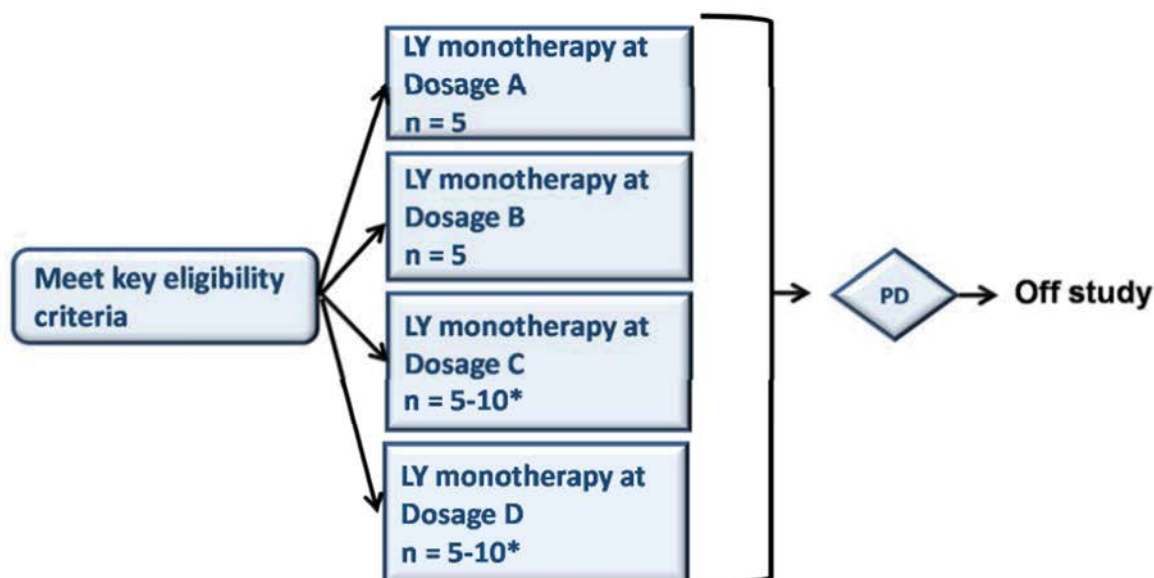 Meet key eligibility
criteria
LY monotherapy at
Dosage A
n = 5
LY monotherapy at
Dosage B
n = 5
LY monotherapy at
Dosage C
n = 5-10*
LY monotherapy at
Dosage D
n = 5-10*
PD
Off study